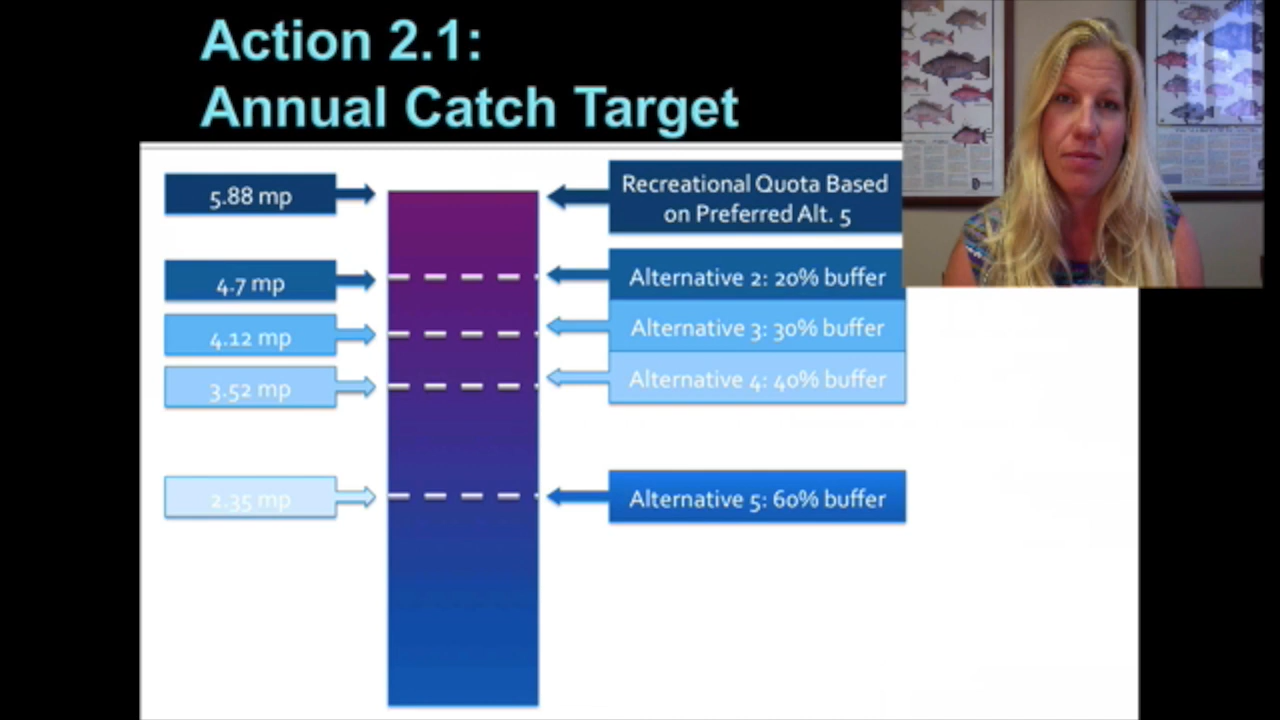 Action 2.1:
Annual Catch Target
5.88 mp
Recreational Quota Based
on Preferred Alt. 5
4.7 mp
Alternative 2: 20% buffer
4.12 mp
Alternative 3: 30% buffer
3.52 mp
Alternative 4: 40% buffer
2.35 mp
Alternative 5: 60% buffer